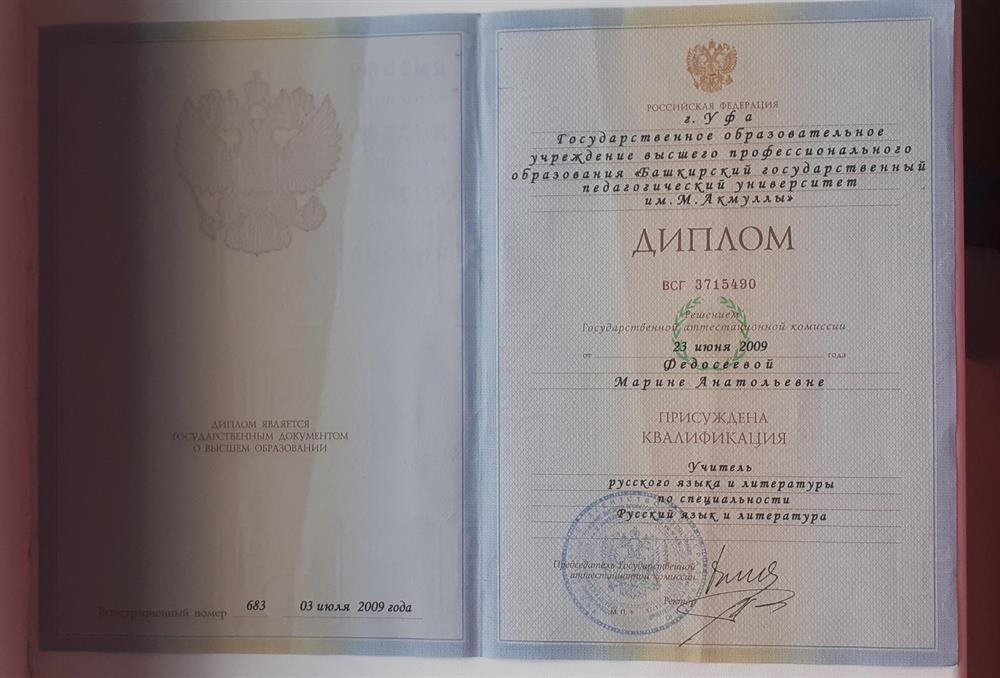 ДИПЛОМ ЯВЛЯЕТСЯ
ГОСУДАРСТВЕННЫМ ДОКУМЕНТОМ
О ВЫСШЕМ ОБРАЗОВАНИИ
Регистрационный номер 683 03 июля 2009 года
РОССИЙСКАЯ ФЕДЕРАЦИЯ
г. Уфа
Государственное образовательное
учреждение высшего профессионального
образования «Башкирский государственный
педагогический университет
им.М.Акмуллы»
ДИПЛОМ
ВСГ 3715490
Решением
Государственной аттестационной комиссии
от 23 июня 2009 года
Федосеевой
Марине Анатольевне
ПРИСУЖДЕНА
КВАЛИФИКАЦИЯ
Учитель
русского языка и литературы
по специальности
Русский язык и литература
Председатель Государственной
аттестационной комиссии
Ректор
М.П.